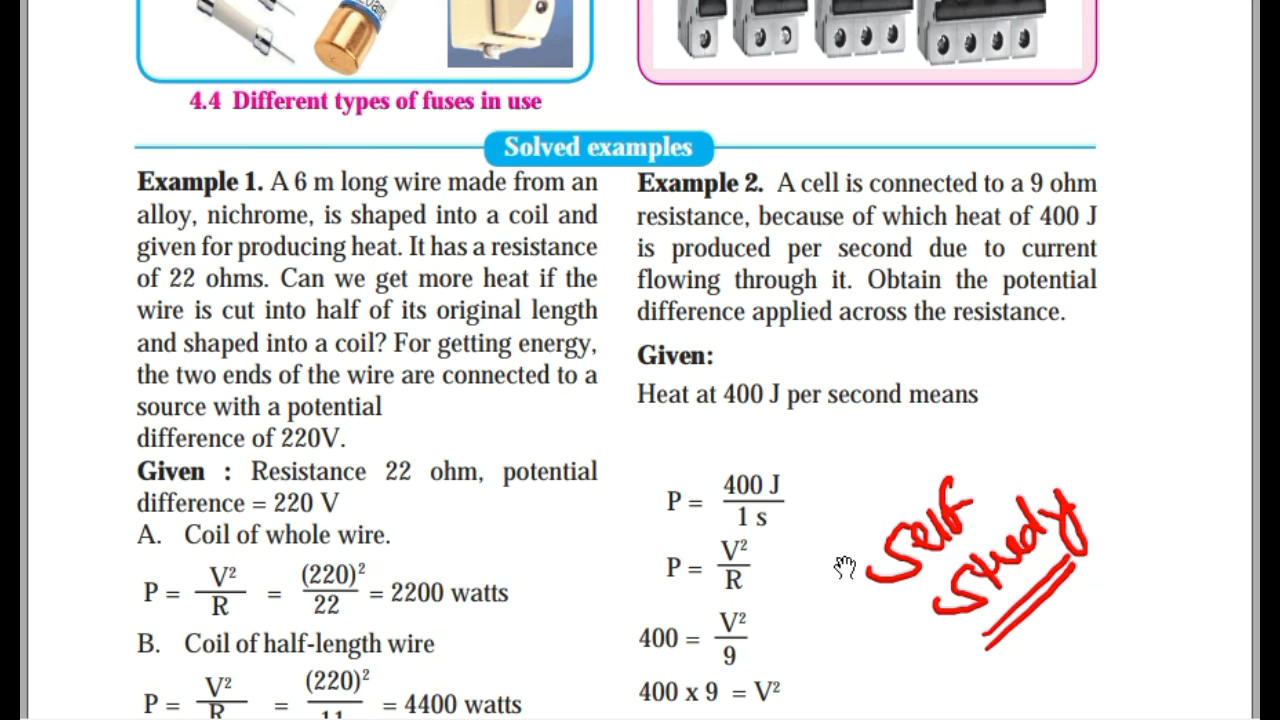 4.4 Different types of fuses in use
Solved examples
Example 1. A 6 m long wire made from an
alloy, nichrome, is shaped into a coil and
given for producing heat. It has a resistance
of 22 ohms. Can we get more heat if the
wire is cut into half of its original length
and shaped into a coil? For getting energy,
the two ends of the wire are connected to a
source with a potential
difference of 220V.
Given : Resistance 22 ohm, potential
difference = 220 V
A. Coil of whole wire.
P = V²/R = (220)²/22 = 2200 watts
B. Coil of half-length wire
P = V²/R = (220)²/11 = 4400 watts
Example 2. A cell is connected to a 9 ohm
resistance, because of which heat of 400 J
is produced per second due to current
flowing through it. Obtain the potential
difference applied across the resistance.
Given:
Heat at 400 J per second means
P = 400 J/1 s
P = V²/R
400 = V²/9
400 x 9 = V²
Self
Study